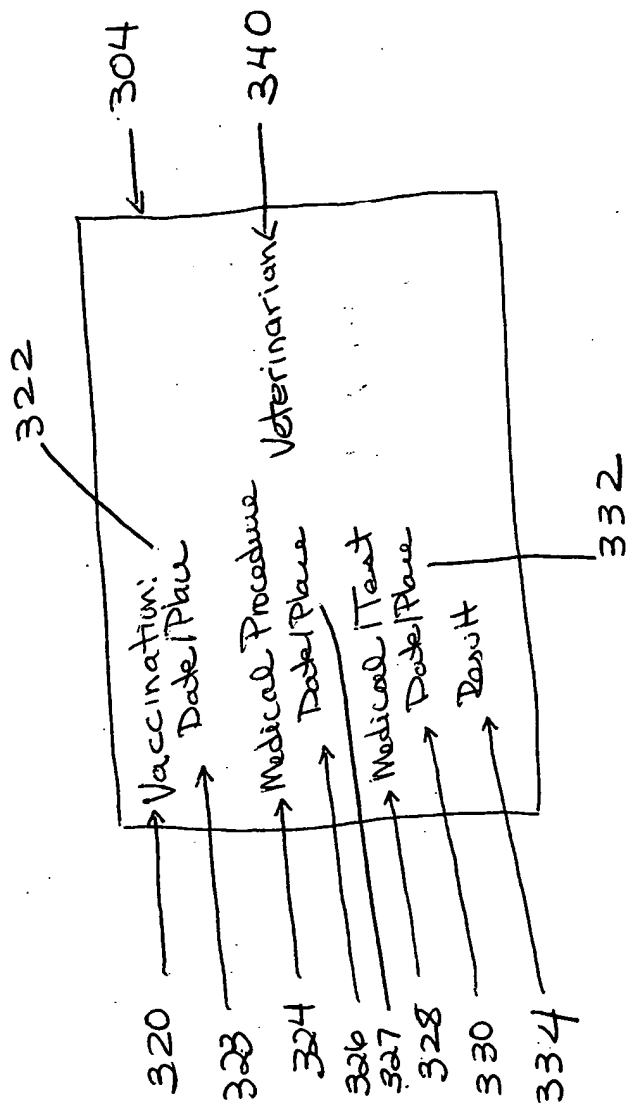 322
304
320
Vaccination:
323
Date/Place
324
Medical Procedure
Veterinarian
340
326
Date/Place
327
328
Medical Test
330
Date/Place
332
334
Result